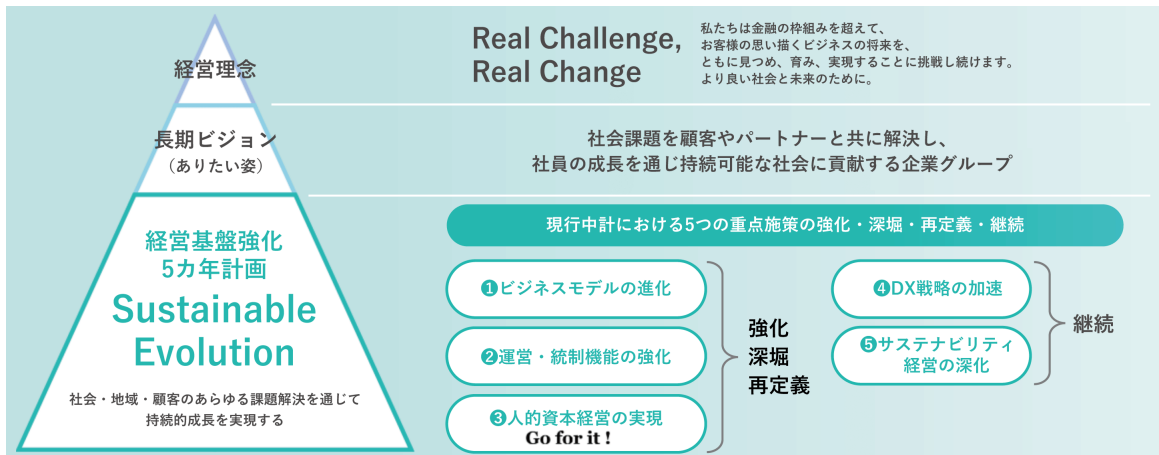 経営理念
Real Challenge,
Real Change
私たちは金融の枠組みを超えて、
お客様の思い描くビジネスの将来を、
ともに見つめ、育み、実現することに挑戦し続けます。
より良い社会と未来のために。
長期ビジョン
（ありたい姿）
社会課題を顧客やパートナーと共に解決し、
社員の成長を通じ持続可能な社会に貢献する企業グループ
経営基盤強化
5カ年計画
Sustainable
Evolution
社会・地域・顧客のあらゆる課題解決を通じて
持続的成長を実現する
現行中計における5つの重点施策の強化・深堀・再定義・継続
❶ビジネスモデルの進化
❷運営・統制機能の強化
❸人的資本経営の実現
Go for it !
強化
深堀
再定義
❹DX戦略の加速
❺サステナビリティ
経営の深化
継続